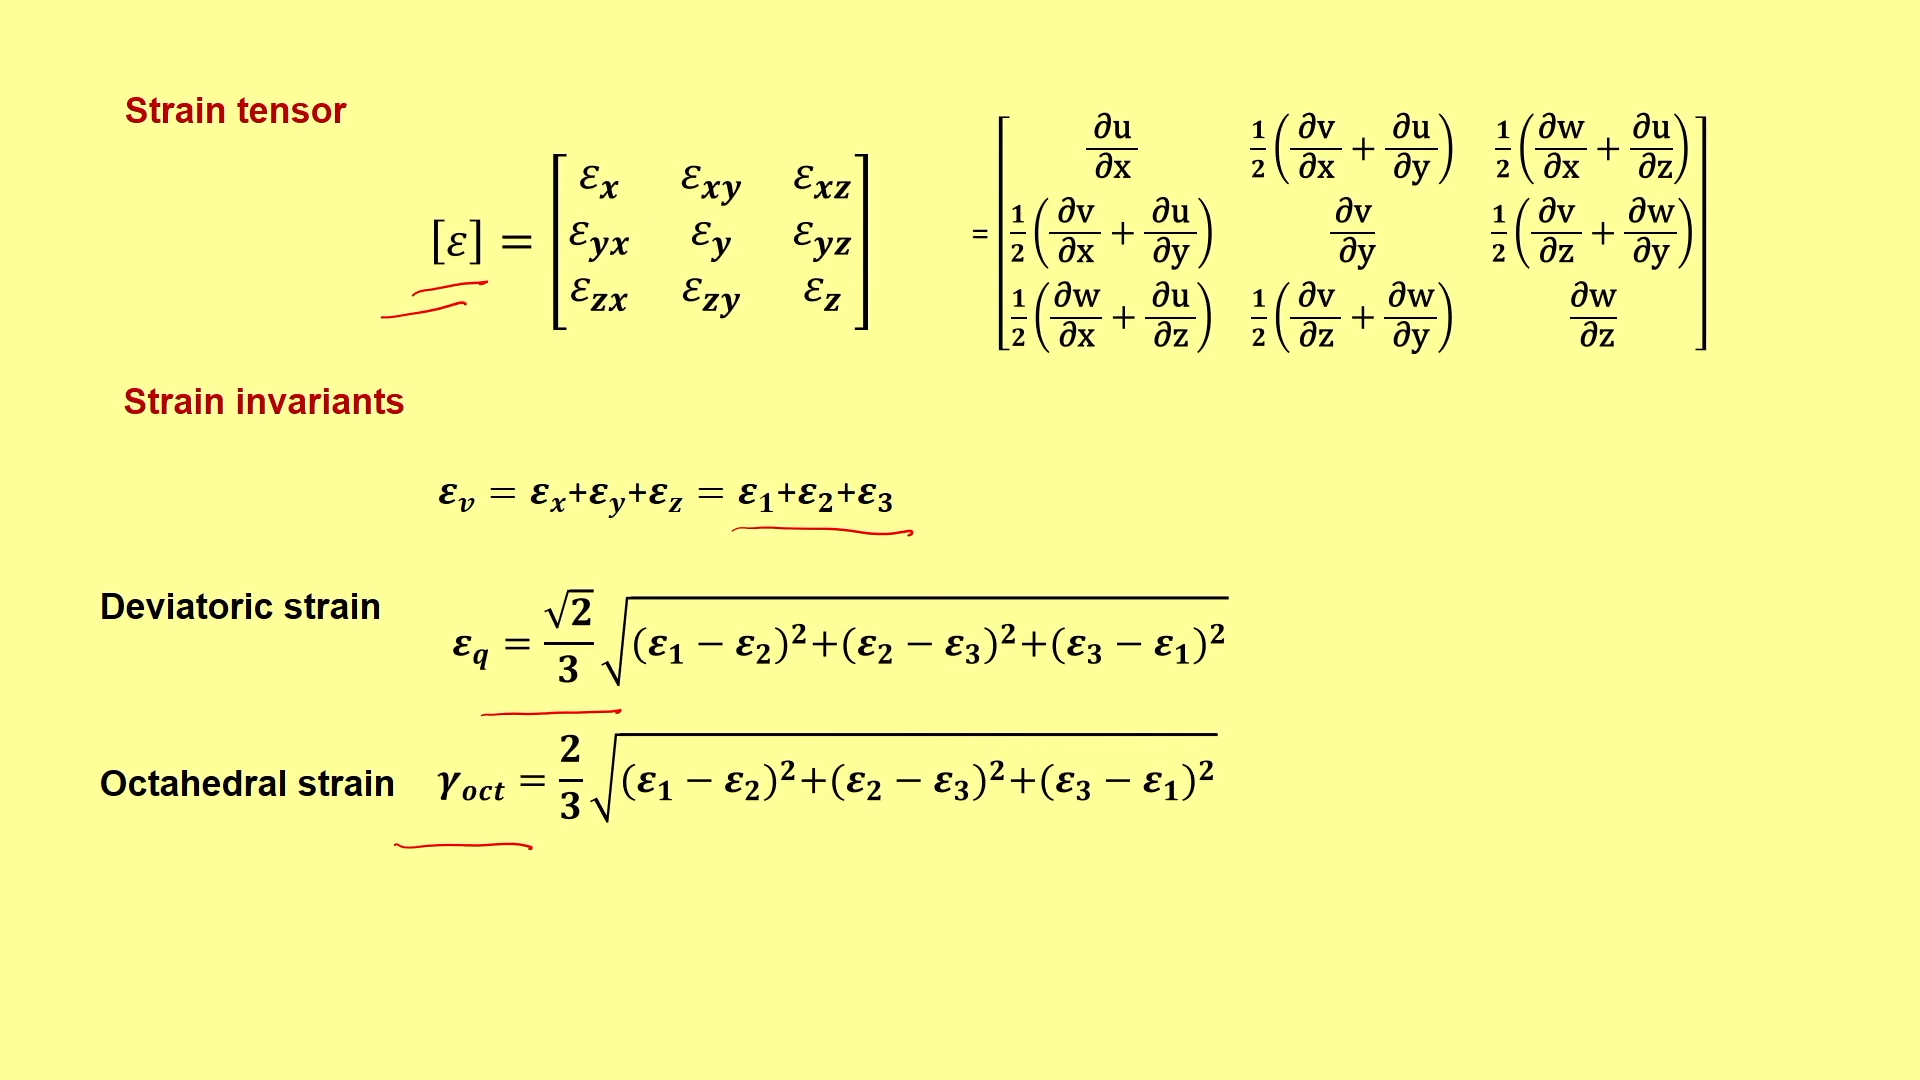 Strain tensor
[ε] = [εx εxy εxz; εyx εy εyz; εzx εzy εz] = [∂u/∂x ½(∂v/∂x + ∂u/∂y) ½(∂w/∂x + ∂u/∂z); ½(∂v/∂x + ∂u/∂y) ∂v/∂y ½(∂v/∂z + ∂w/∂y); ½(∂w/∂x + ∂u/∂z) ½(∂v/∂z + ∂w/∂y) ∂w/∂z]
Strain invariants
εv = εx+εy+εz = ε1+ε2+ε3
Deviatoric strain εq = √2/3 √((ε1 − ε2)²+(ε2 − ε3)²+(ε3 − ε1)²)
Octahedral strain γoct = 2/3 √((ε1 − ε2)²+(ε2 − ε3)²+(ε3 − ε1)²)